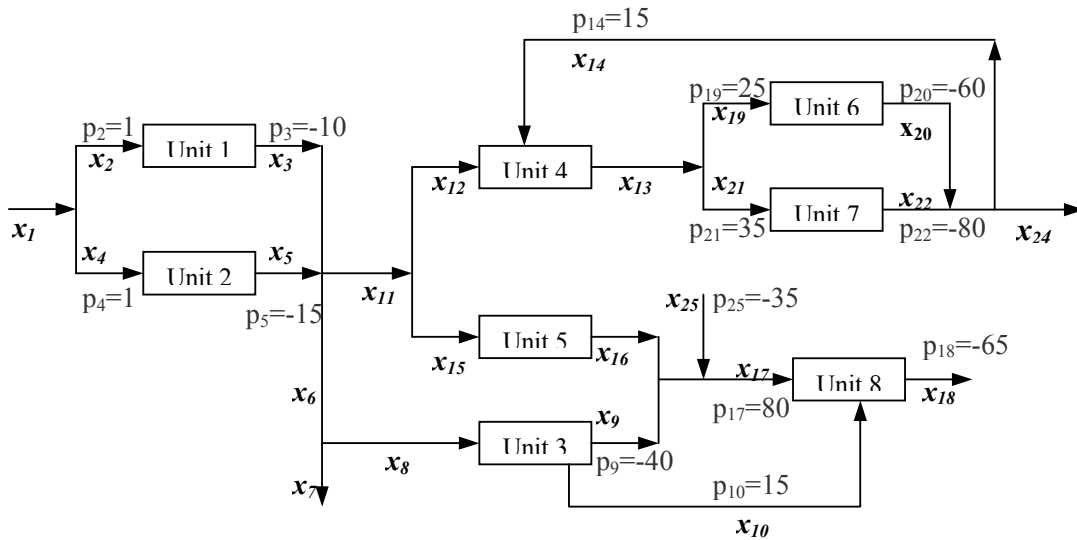 p14=15
x14
p19=25
x19
Unit 6
p20=-60
x20
p2=1
x2
Unit 1
p3=-10
x3
x12
Unit 4
x13
x21
p21=35
Unit 7
x22
p22=-80
x24
x1
x4
p4=1
Unit 2
x5
p5=-15
x11
x25
p25=-35
x15
Unit 5
x16
x17
p17=80
Unit 8
p18=-65
x18
x6
x7
x8
Unit 3
x9
p9=-40
p10=15
x10